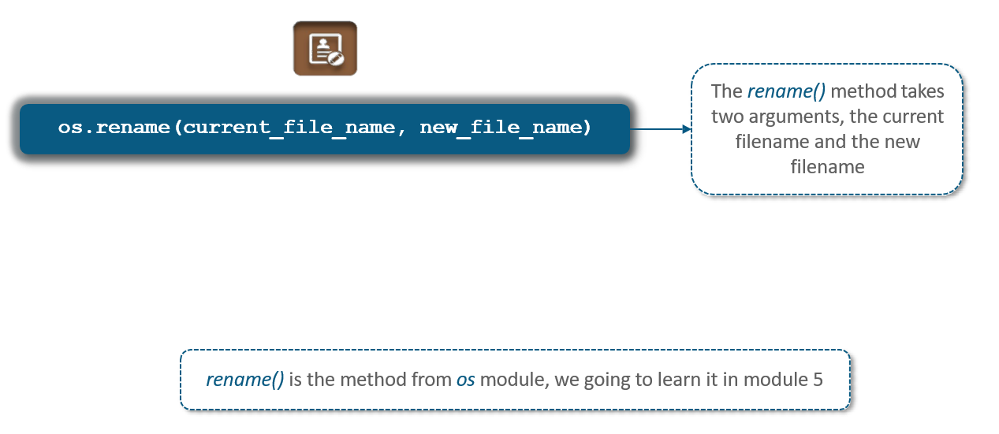 os.rename(current_file_name, new_file_name)
The rename() method takes
two arguments, the current
filename and the new
filename
rename() is the method from os module, we going to learn it in module 5